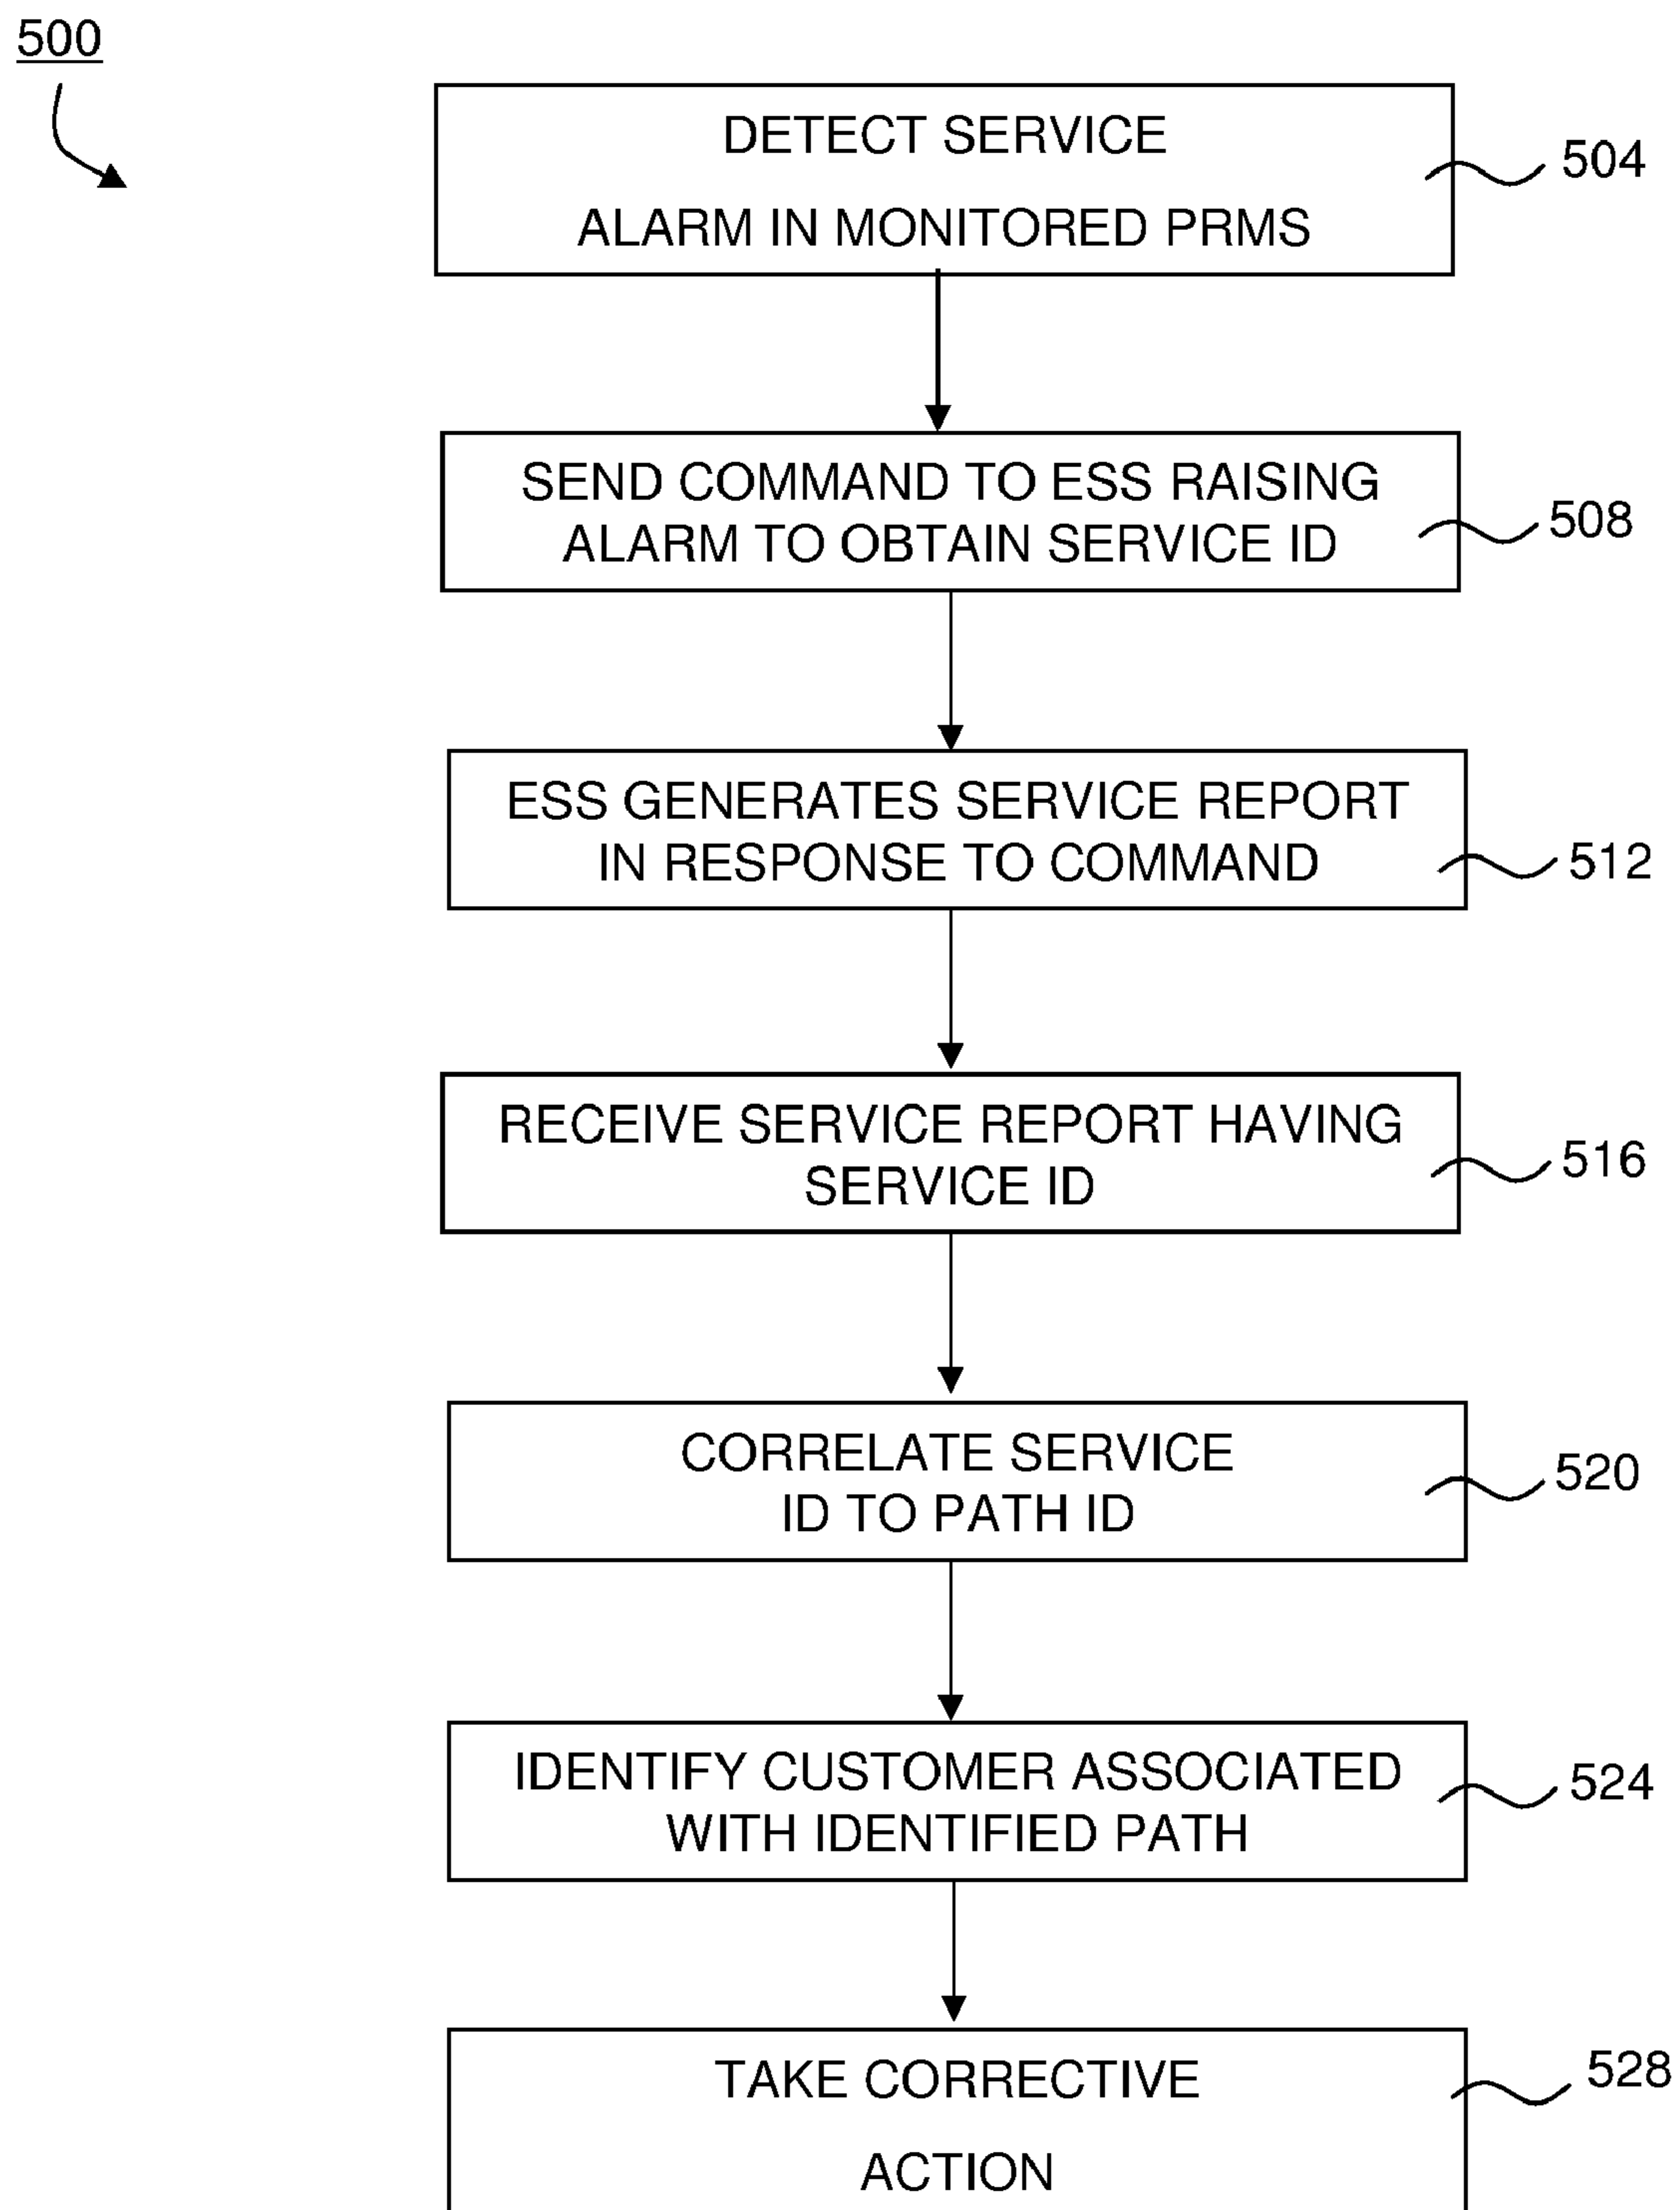 500
DETECT SERVICE
ALARM IN MONITORED PRMS
504
SEND COMMAND TO ESS RAISING
ALARM TO OBTAIN SERVICE ID
508
ESS GENERATES SERVICE REPORT
IN RESPONSE TO COMMAND
512
RECEIVE SERVICE REPORT HAVING
SERVICE ID
516
CORRELATE SERVICE
ID TO PATH ID
520
IDENTIFY CUSTOMER ASSOCIATED
WITH IDENTIFIED PATH
524
TAKE CORRECTIVE
ACTION
528